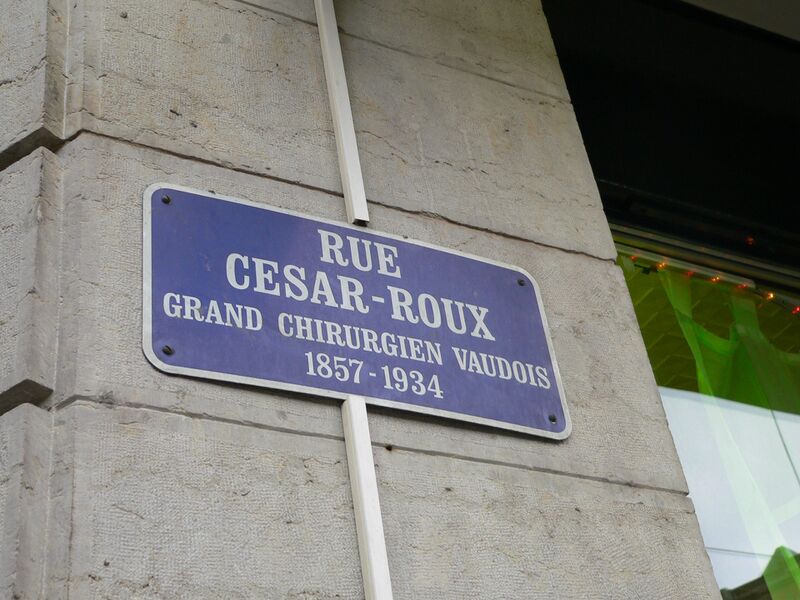 RUE
CESAR-ROUX
GRAND CHIRURGIEN VAUDOIS
1857-1934